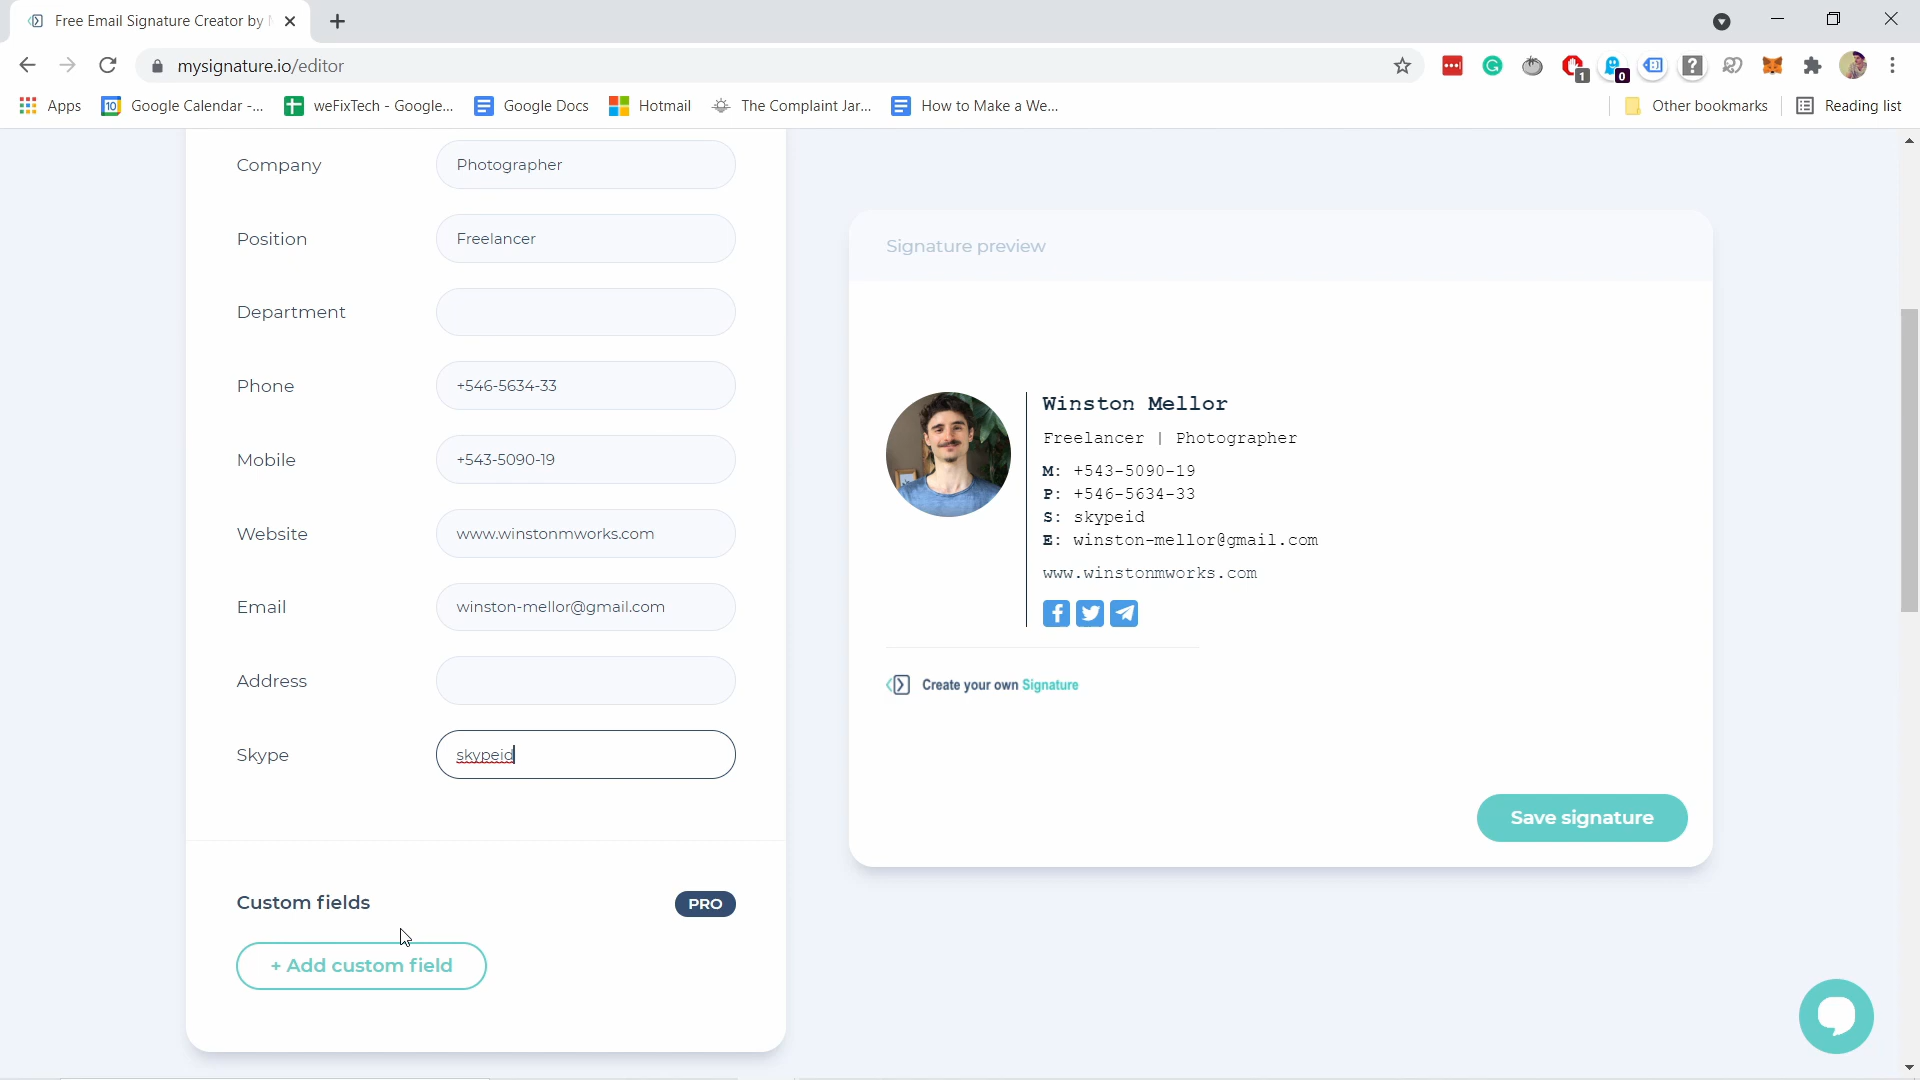 Free Email Signature Creator by
mysignature.io/editor
1
0
Apps
10
Google Calendar -...
weFixTech - Google...
Google Docs
Hotmail
The Complaint Jar...
How to Make a We...
Other bookmarks
Reading list
Company
Photographer
Position
Freelancer
Department
Phone
+546-5634-33
Mobile
+543-5090-19
Website
www.winstonmworks.com
Email
winston-mellor@gmail.com
Address
Skype
skypeid
Custom fields
PRO
+ Add custom field
Signature preview
Winston Mellor
Freelancer | Photographer
M: +543-5090-19
P: +546-5634-33
S: skypeid
E: winston-mellor@gmail.com
www.winstonmworks.com
Create your own Signature
Save signature